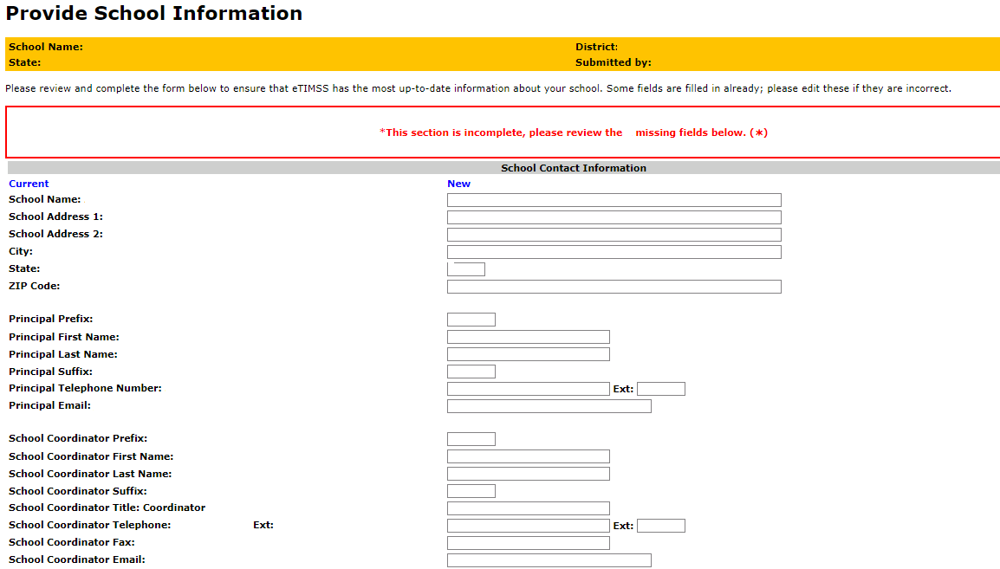 Provide School Information
School Name: District:
State: Submitted by:
Please review and complete the form below to ensure that eTIMSS has the most up-to-date information about your school. Some fields are filled in already; please edit these if they are incorrect.
*This section is incomplete, please review the missing fields below. (*)
School Contact Information
Current New
School Name:
School Address 1:
School Address 2:
City:
State:
ZIP Code:
Principal Prefix:
Principal First Name:
Principal Last Name:
Principal Suffix:
Principal Telephone Number: Ext:
Principal Email:
School Coordinator Prefix:
School Coordinator First Name:
School Coordinator Last Name:
School Coordinator Suffix:
School Coordinator Title: Coordinator
School Coordinator Telephone: Ext: Ext:
School Coordinator Fax:
School Coordinator Email: